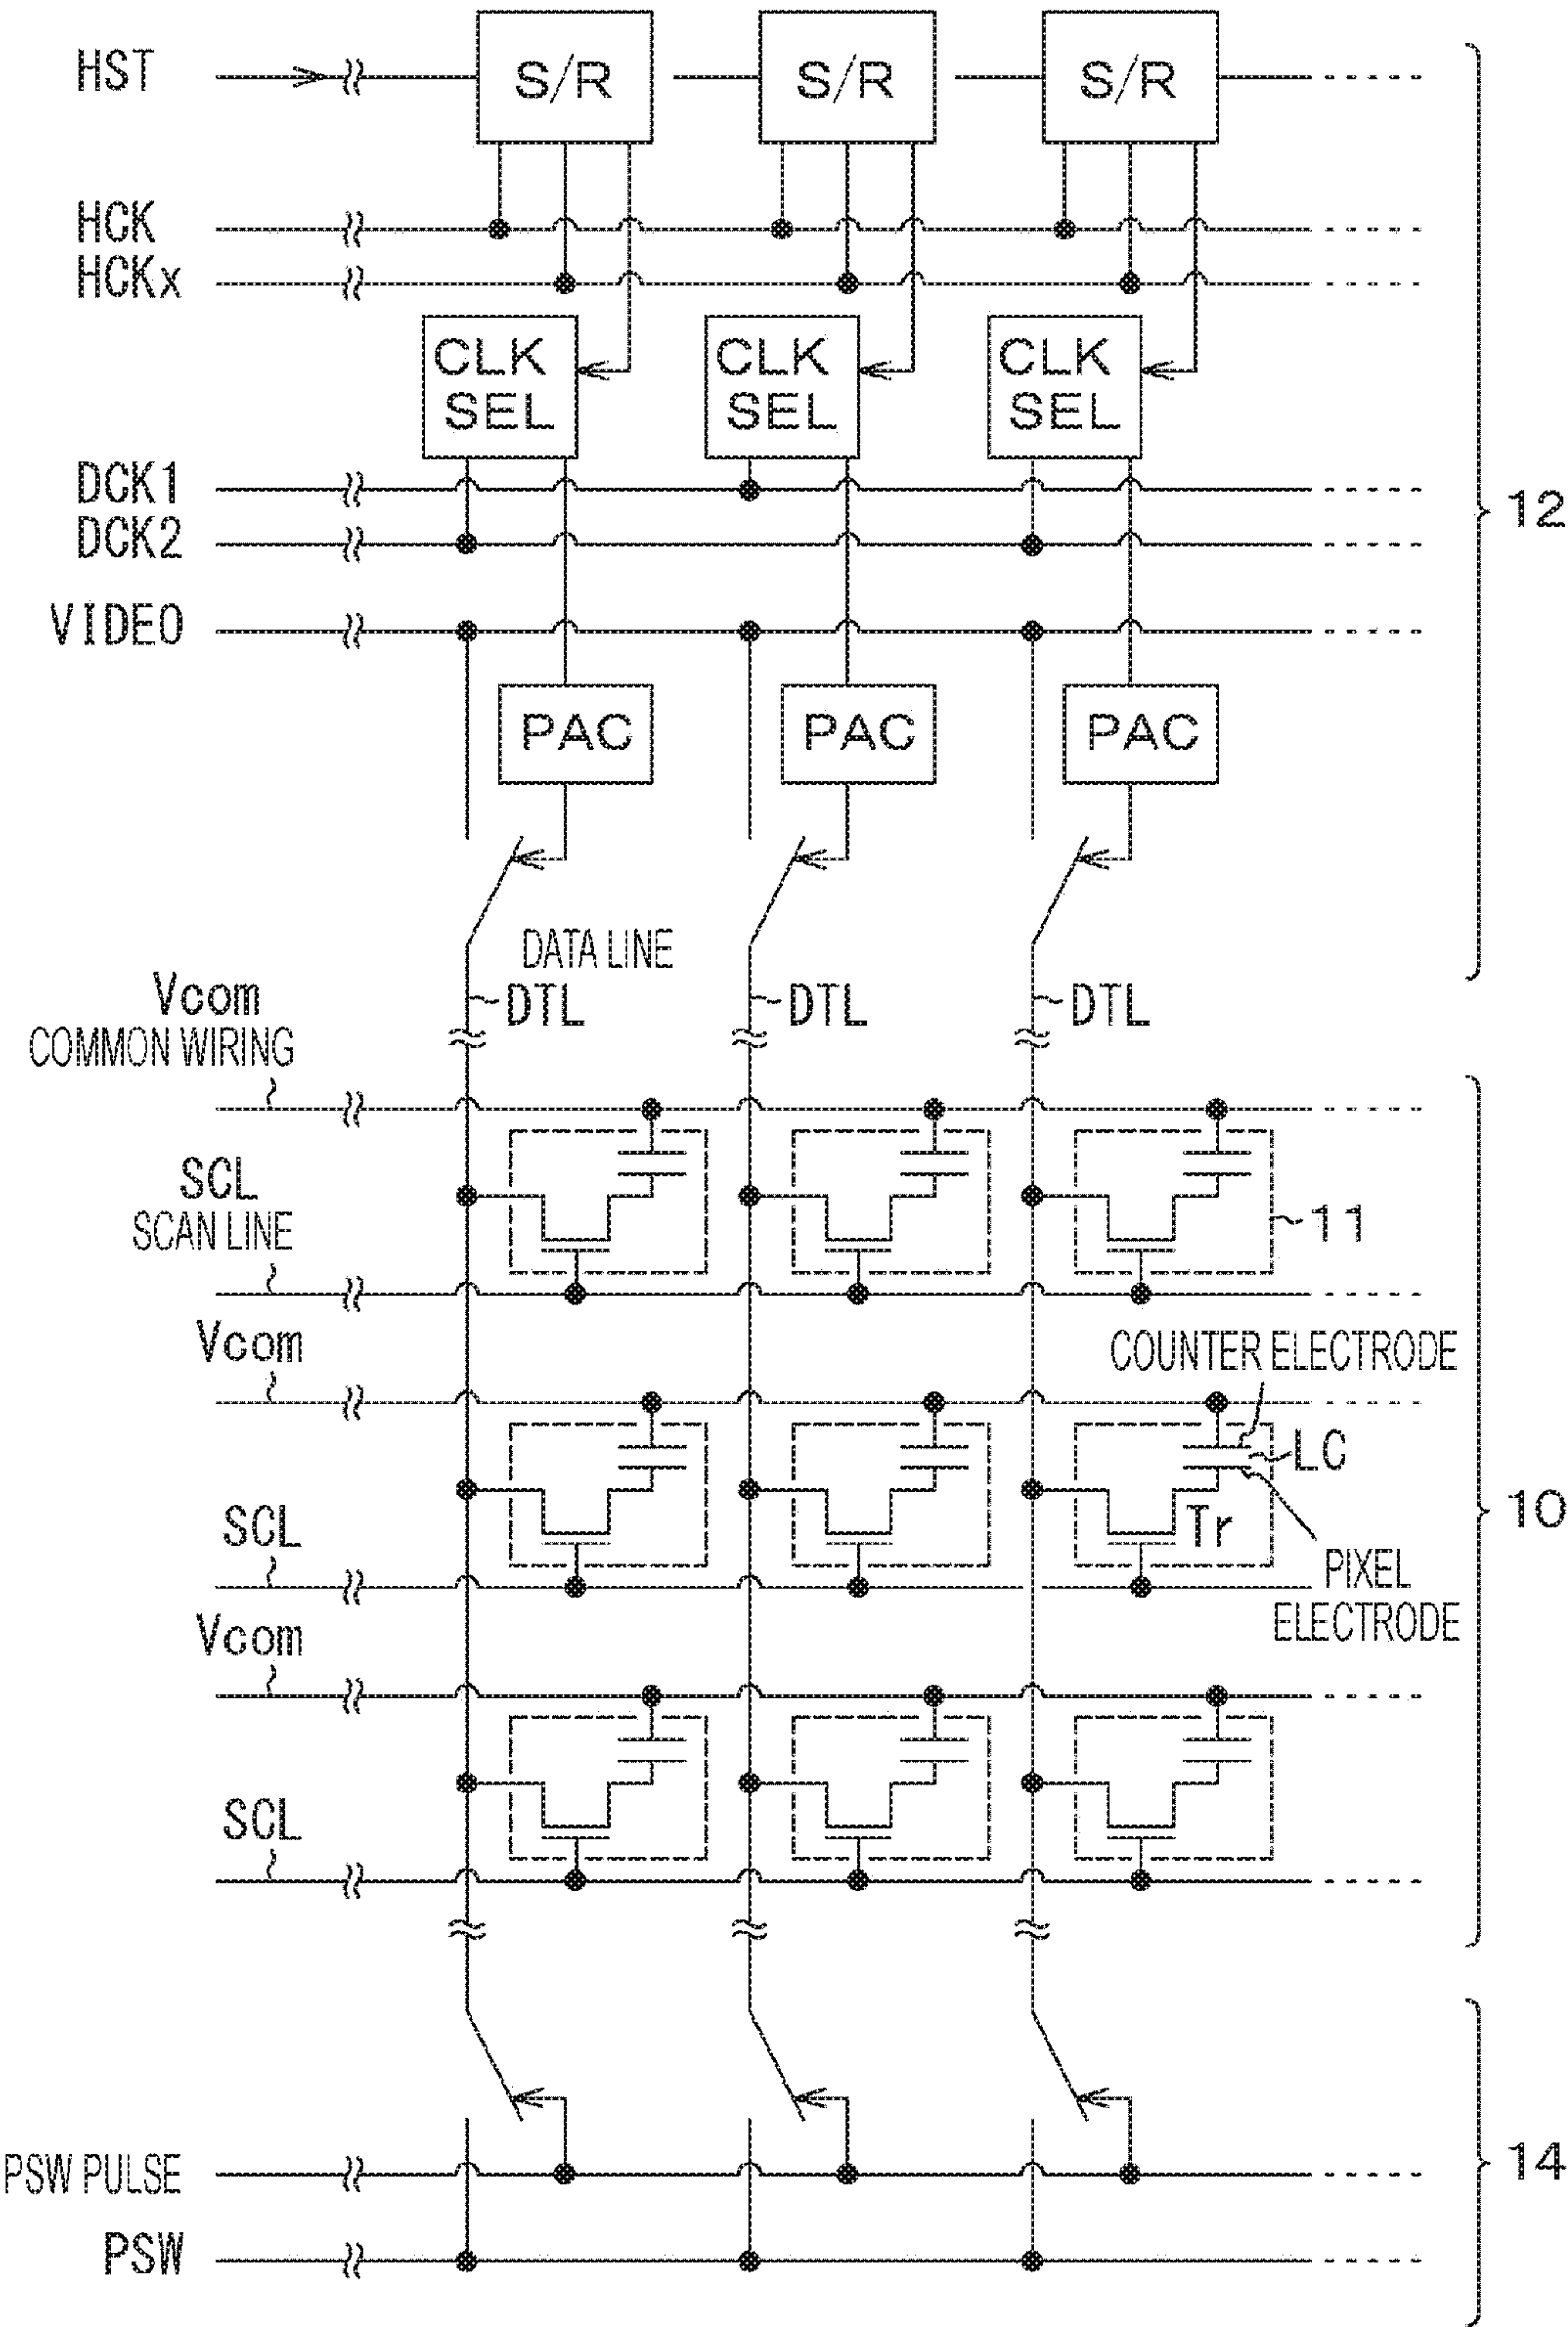 HST
S/R
S/R
S/R
HCK
HCKx
CLK
SEL
CLK
SEL
CLK
SEL
DCK1
DCK2
12
VIDEO
PAC
PAC
PAC
DATA LINE
DTL
DTL
DTL
Vcom
COMMON WIRING
SCL
SCAN LINE
11
Vcom
COUNTER ELECTRODE
LC
SCL
Tr
10
PIXEL
ELECTRODE
Vcom
SCL
PSW PULSE
14
PSW